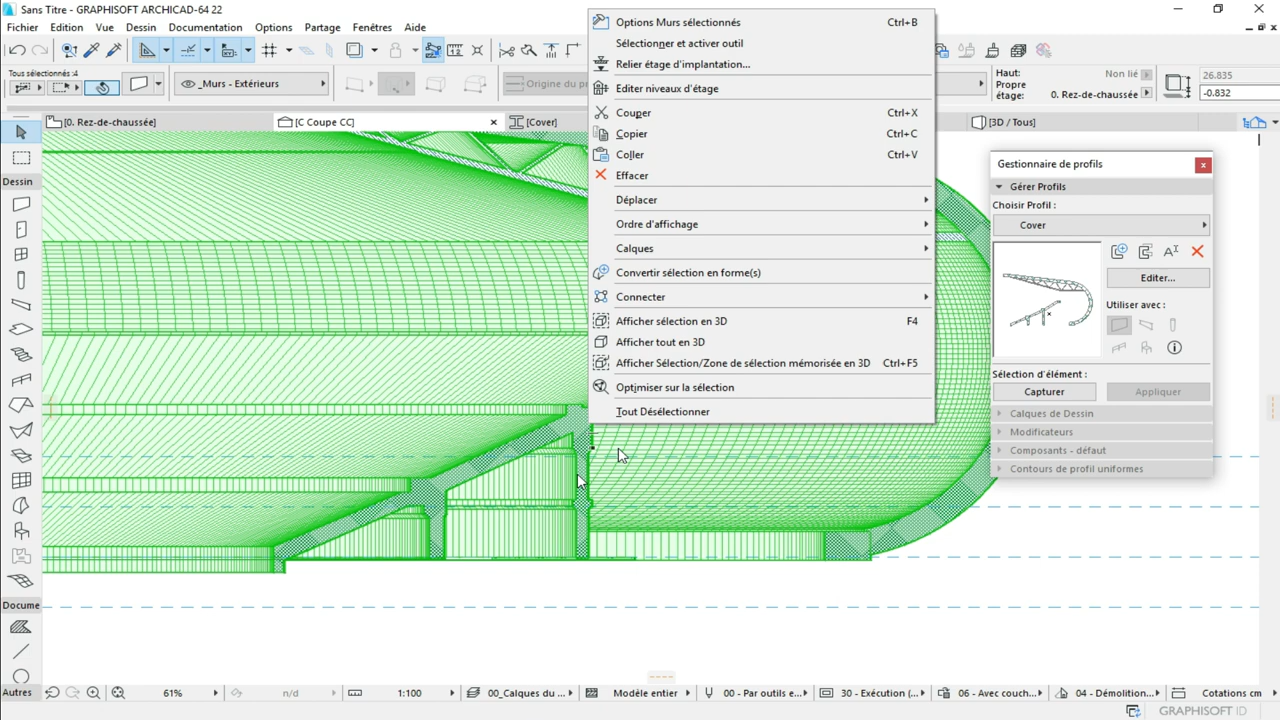 Sans Titre - GRAPHISOFT ARCHICAD-64 22
Fichier Edition Vue Dessin Documentation Options Partage Fenêtres Aide
Tous sélectionnés :4
_Murs - Extérieurs
Origine du p
Haut:
Propre
étage:
Non lié
0. Rez-de-chaussée
26.835
-0.832
[0. Rez-de-chaussée]
[C Coupe CC]
[Cover]
[3D / Tous]
Dessin
Docume
Autres
Options Murs sélectionnés Ctrl+B
Sélectionner et activer outil
Relier étage d'implantation...
Editer niveaux d'étage
Couper Ctrl+X
Copier Ctrl+C
Coller Ctrl+V
Effacer
Déplacer
Ordre d'affichage
Calques
Convertir sélection en forme(s)
Connecter
Afficher sélection en 3D F4
Afficher tout en 3D
Afficher Sélection/Zone de sélection mémorisée en 3D Ctrl+F5
Optimiser sur la sélection
Tout Désélectionner
Gestionnaire de profils
Gérer Profils
Choisir Profil :
Cover
Editer...
Utiliser avec :
Sélection d'élément :
Capturer Appliquer
Calques de Dessin
Modificateurs
Composants - défaut
Contours de profil uniformes
61% n/d 1:100 00_Calques du ... Modèle entier 00 - Par outils e... 30 - Exécution (... 06 - Avec couch... 04 - Démolition... Cotations cm
GRAPHISOFT ID